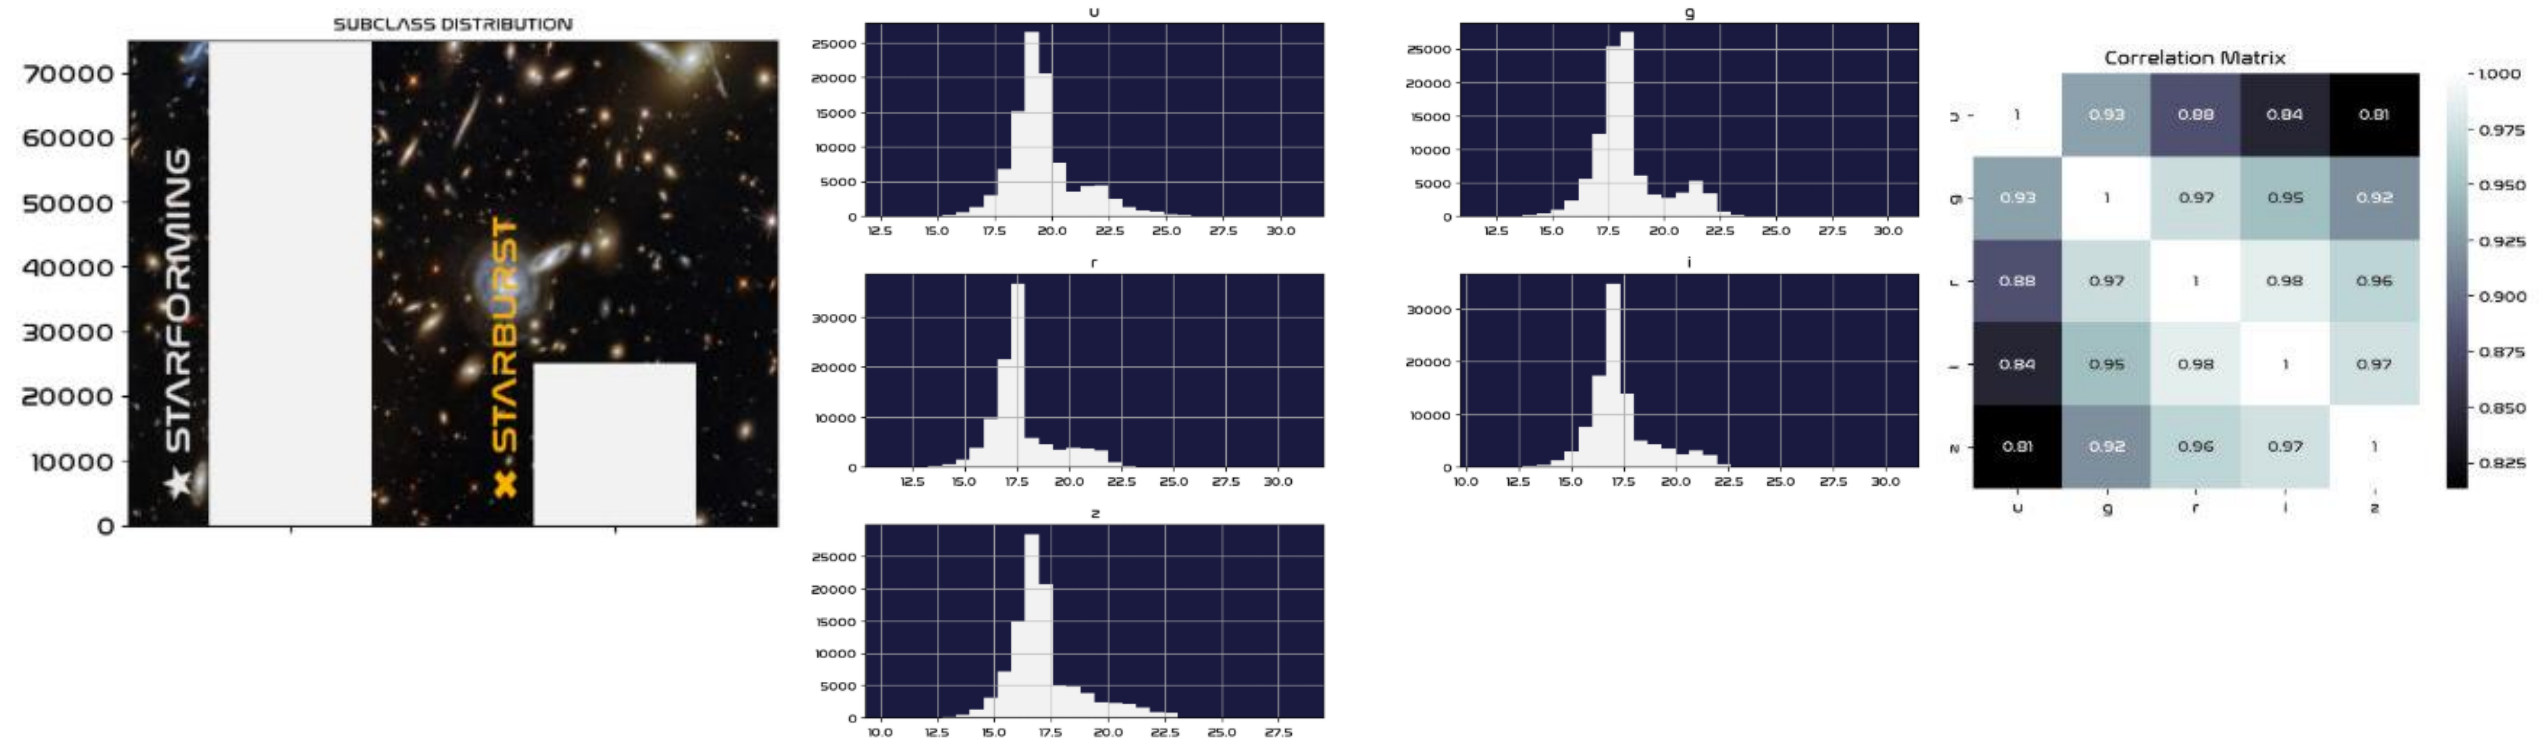 SUBCLASS DISTRIBUTION
70000
60000
50000
40000
30000
20000
10000
0
★ STARFORMING
✖ STARBURST
u
25000
20000
15000
10000
5000
0
12.5 15.0 17.5 20.0 22.5 25.0 27.5 30.0
g
25000
20000
15000
10000
5000
0
12.5 15.0 17.5 20.0 22.5 25.0 27.5 30.0
r
30000
20000
10000
0
12.5 15.0 17.5 20.0 22.5 25.0 27.5 30.0
i
30000
20000
10000
0
10.0 12.5 15.0 17.5 20.0 22.5 25.0 27.5 30.0
z
25000
20000
15000
10000
5000
0
10.0 12.5 15.0 17.5 20.0 22.5 25.0 27.5
Correlation Matrix
u 1 0.93 0.88 0.84 0.81
g 0.93 1 0.97 0.95 0.92
r 0.88 0.97 1 0.98 0.96
i 0.84 0.95 0.98 1 0.97
z 0.81 0.92 0.96 0.97 1
u g r i z
1.000
0.975
0.950
0.925
0.900
0.875
0.850
0.825